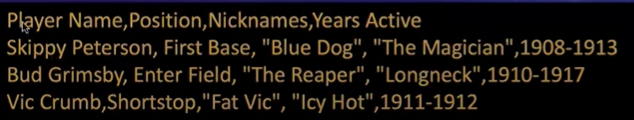 Player Name,Position,Nicknames,Years Active
Skippy Peterson, First Base, "Blue Dog", "The Magician",1908-1913
Bud Grimsby, Enter Field, "The Reaper", "Longneck",1910-1917
Vic Crumb,Shortstop,"Fat Vic", "Icy Hot",1911-1912